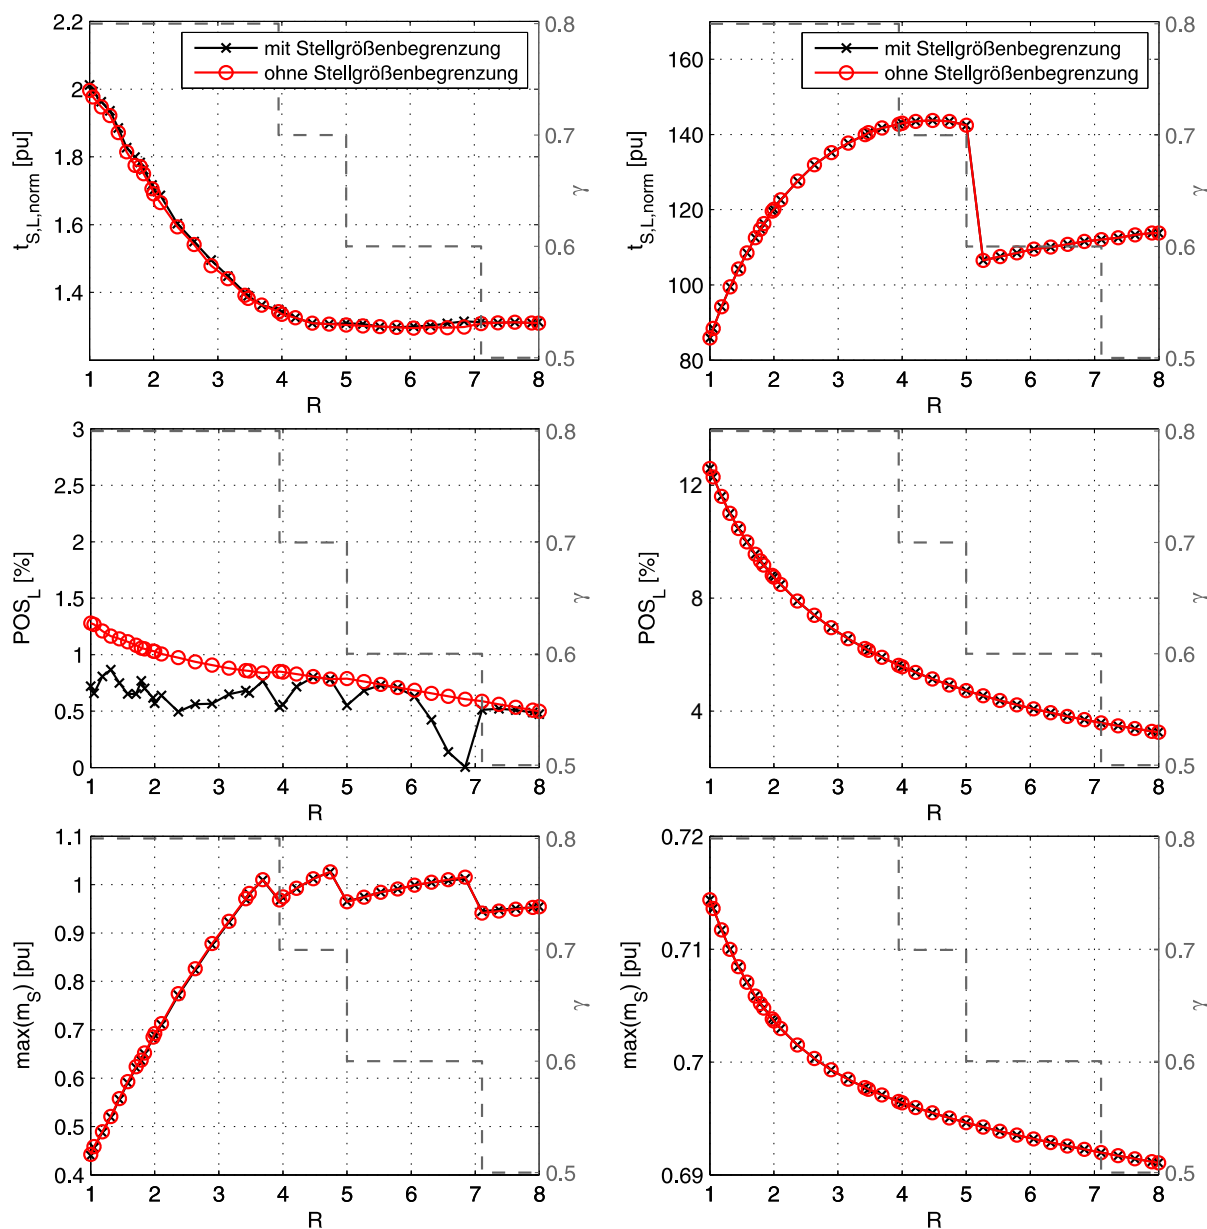 2.2
2
1.8
1.6
1.4
t_S,L,norm [pu]
mit Stellgrößenbegrenzung
ohne Stellgrößenbegrenzung
0.8
0.7
0.6
0.5
γ
1 2 3 4 5 6 7 8
R
160
140
120
100
80
t_S,L,norm [pu]
mit Stellgrößenbegrenzung
ohne Stellgrößenbegrenzung
0.8
0.7
0.6
0.5
γ
1 2 3 4 5 6 7 8
R
3
2.5
2
1.5
1
0.5
0
POS_L [%]
0.8
0.7
0.6
0.5
γ
1 2 3 4 5 6 7 8
R
12
8
4
POS_L [%]
0.8
0.7
0.6
0.5
γ
1 2 3 4 5 6 7 8
R
1.1
1
0.9
0.8
0.7
0.6
0.5
0.4
max(m_S) [pu]
0.8
0.7
0.6
0.5
γ
1 2 3 4 5 6 7 8
R
0.72
0.71
0.7
0.69
max(m_S) [pu]
0.8
0.7
0.6
0.5
γ
1 2 3 4 5 6 7 8
R